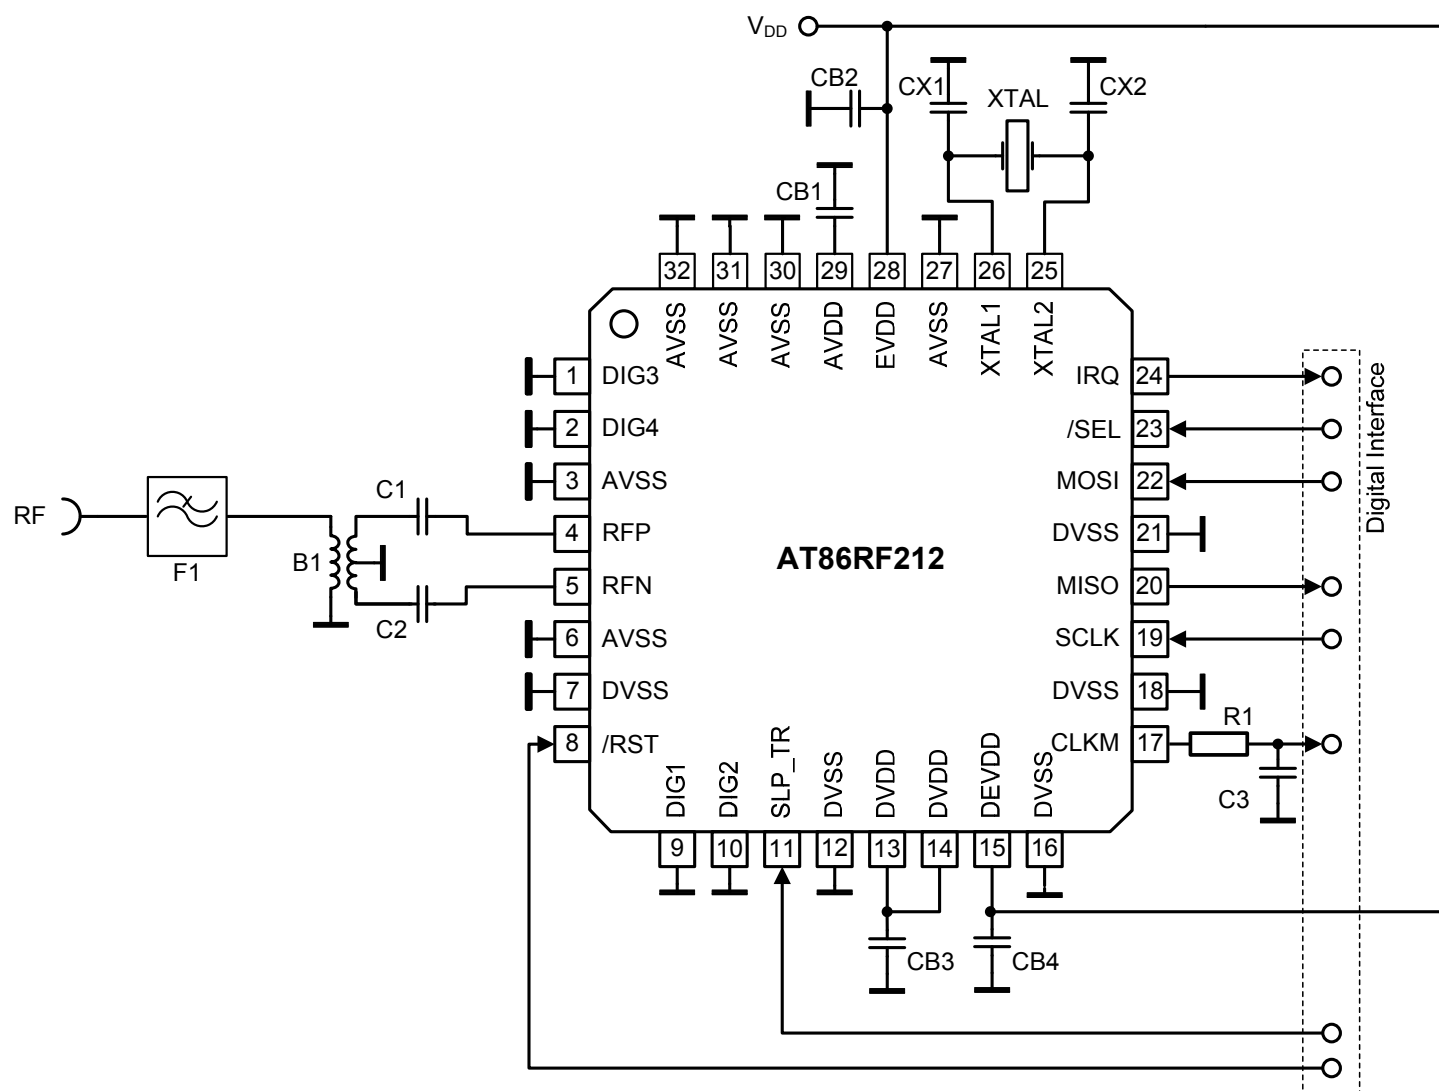 VDD
CB2
CX1
XTAL
CX2
CB1
32 31 30 29 28 27 26 25
AVSS AVSS AVSS AVDD EVDD AVSS XTAL1 XTAL2
1 DIG3
IRQ 24
2 DIG4
/SEL 23
3 AVSS
MOSI 22
Digital Interface
C1
RF
F1
B1
C2
4 RFP
DVSS 21
AT86RF212
5 RFN
MISO 20
6 AVSS
SCLK 19
7 DVSS
DVSS 18
8 /RST
CLKM 17
R1
C3
DIG1 DIG2 SLP_TR DVSS DVDD DVDD DEVDD DVSS
9 10 11 12 13 14 15 16
CB3
CB4